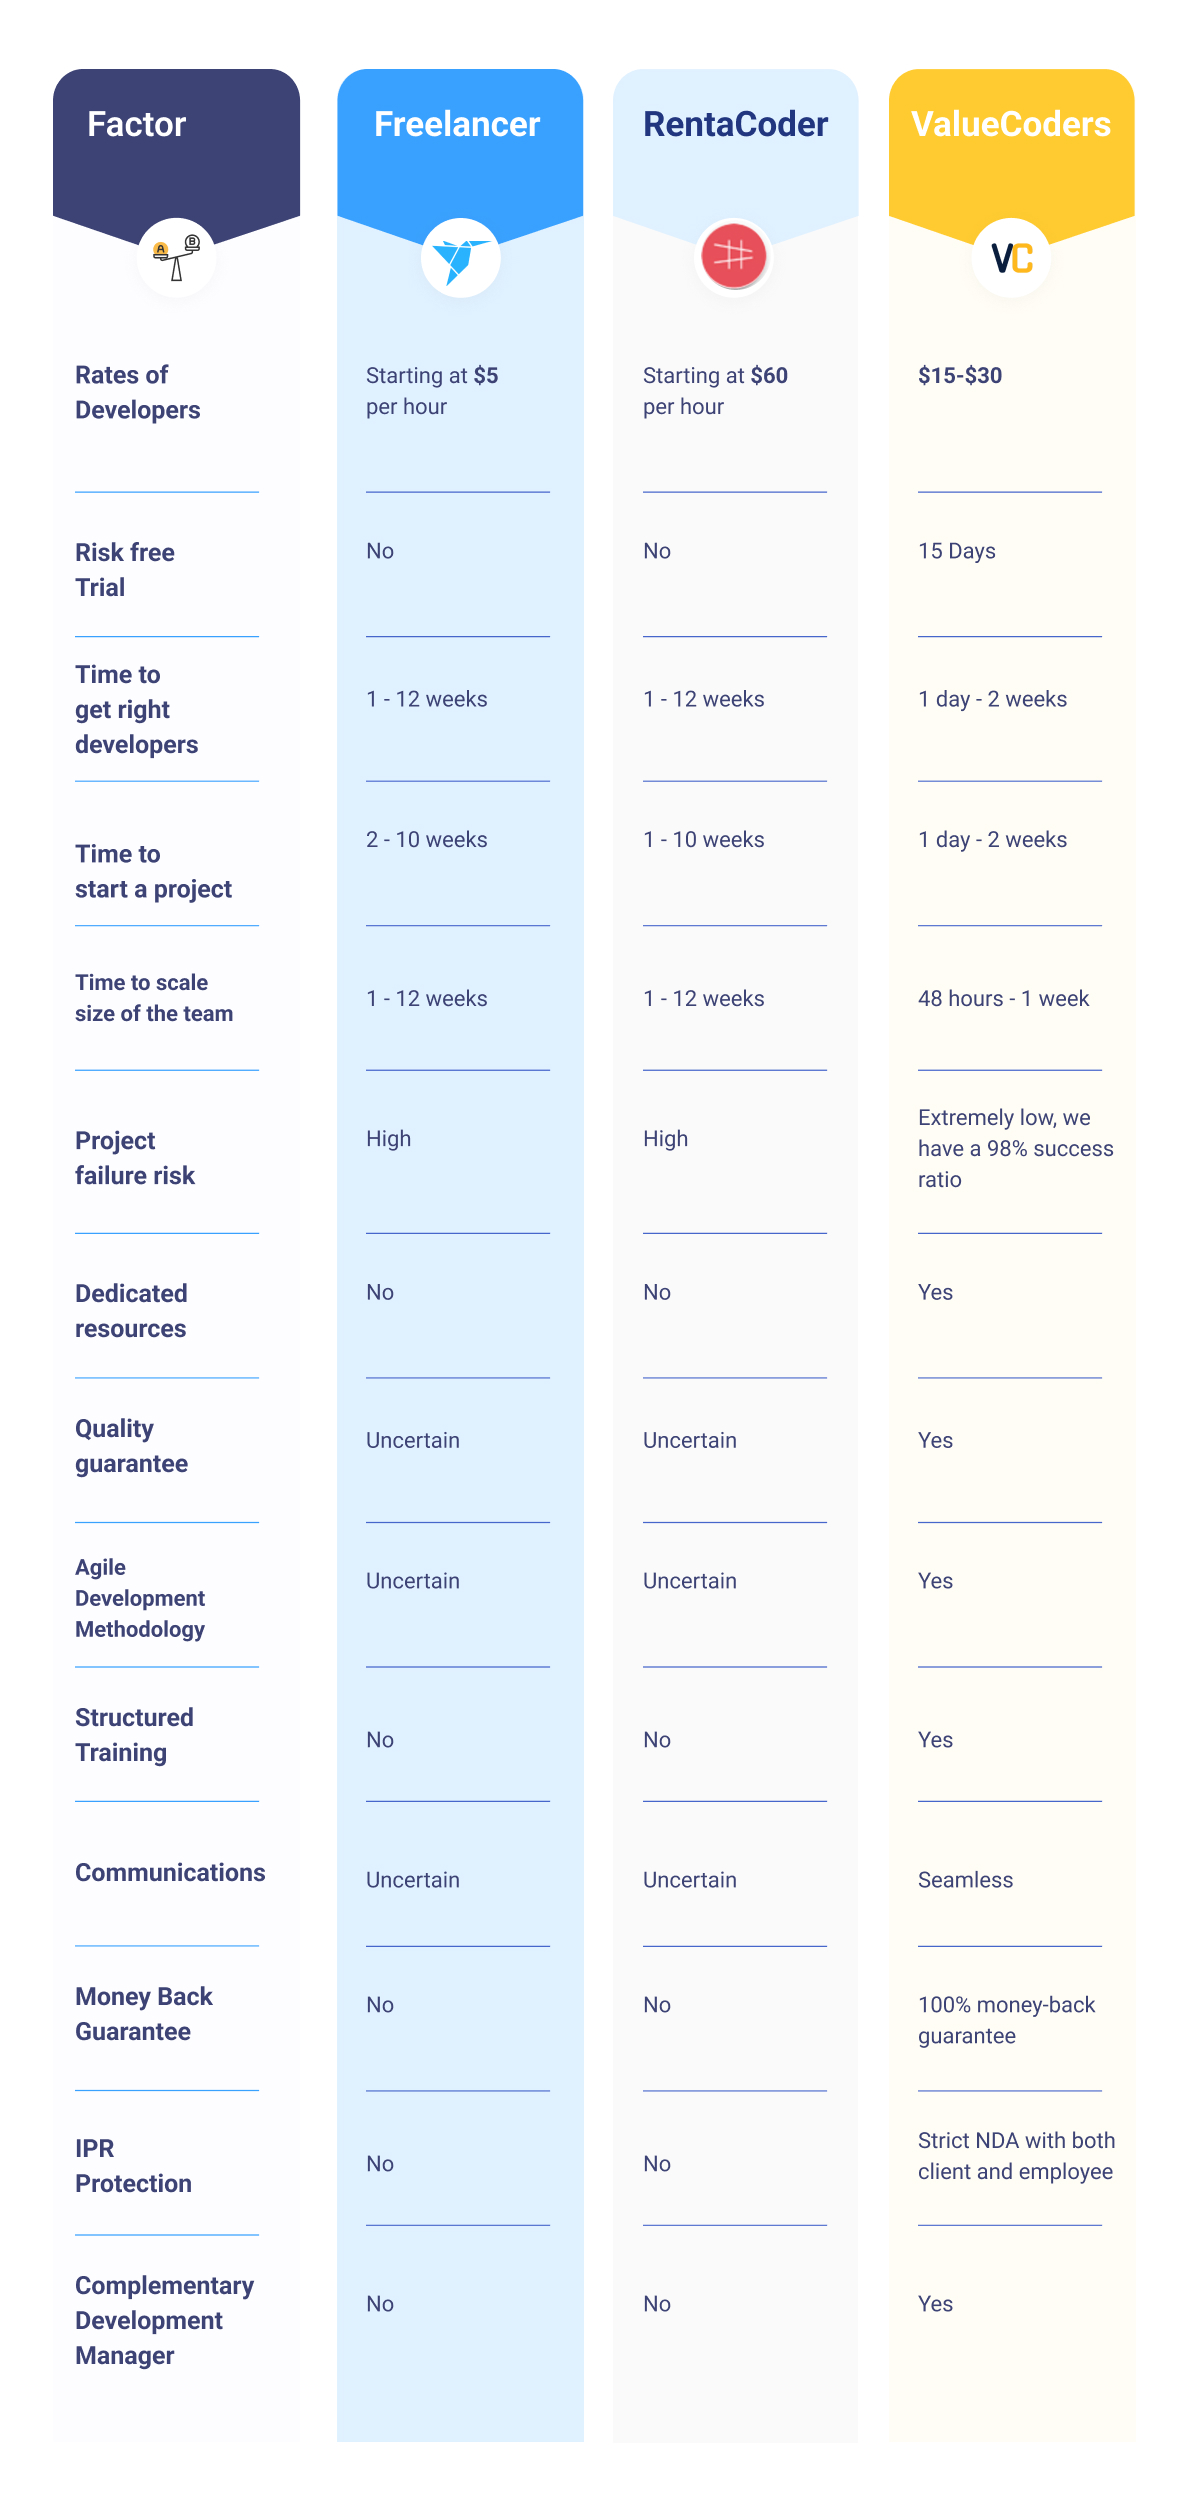 Factor
Freelancer
RentaCoder
ValueCoders
A
B
VC
Rates of
Developers
Starting at $5
per hour
Starting at $60
per hour
$15-$30
Risk free
Trial
No
No
15 Days
Time to
get right
developers
1 - 12 weeks
1 - 12 weeks
1 day - 2 weeks
Time to
start a project
2 - 10 weeks
1 - 10 weeks
1 day - 2 weeks
Time to scale
size of the team
1 - 12 weeks
1 - 12 weeks
48 hours - 1 week
Project
failure risk
High
High
Extremely low, we
have a 98% success
ratio
Dedicated
resources
No
No
Yes
Quality
guarantee
Uncertain
Uncertain
Yes
Agile
Development
Methodology
Uncertain
Uncertain
Yes
Structured
Training
No
No
Yes
Communications
Uncertain
Uncertain
Seamless
Money Back
Guarantee
No
No
100% money-back
guarantee
IPR
Protection
No
No
Strict NDA with both
client and employee
Complementary
Development
Manager
No
No
Yes